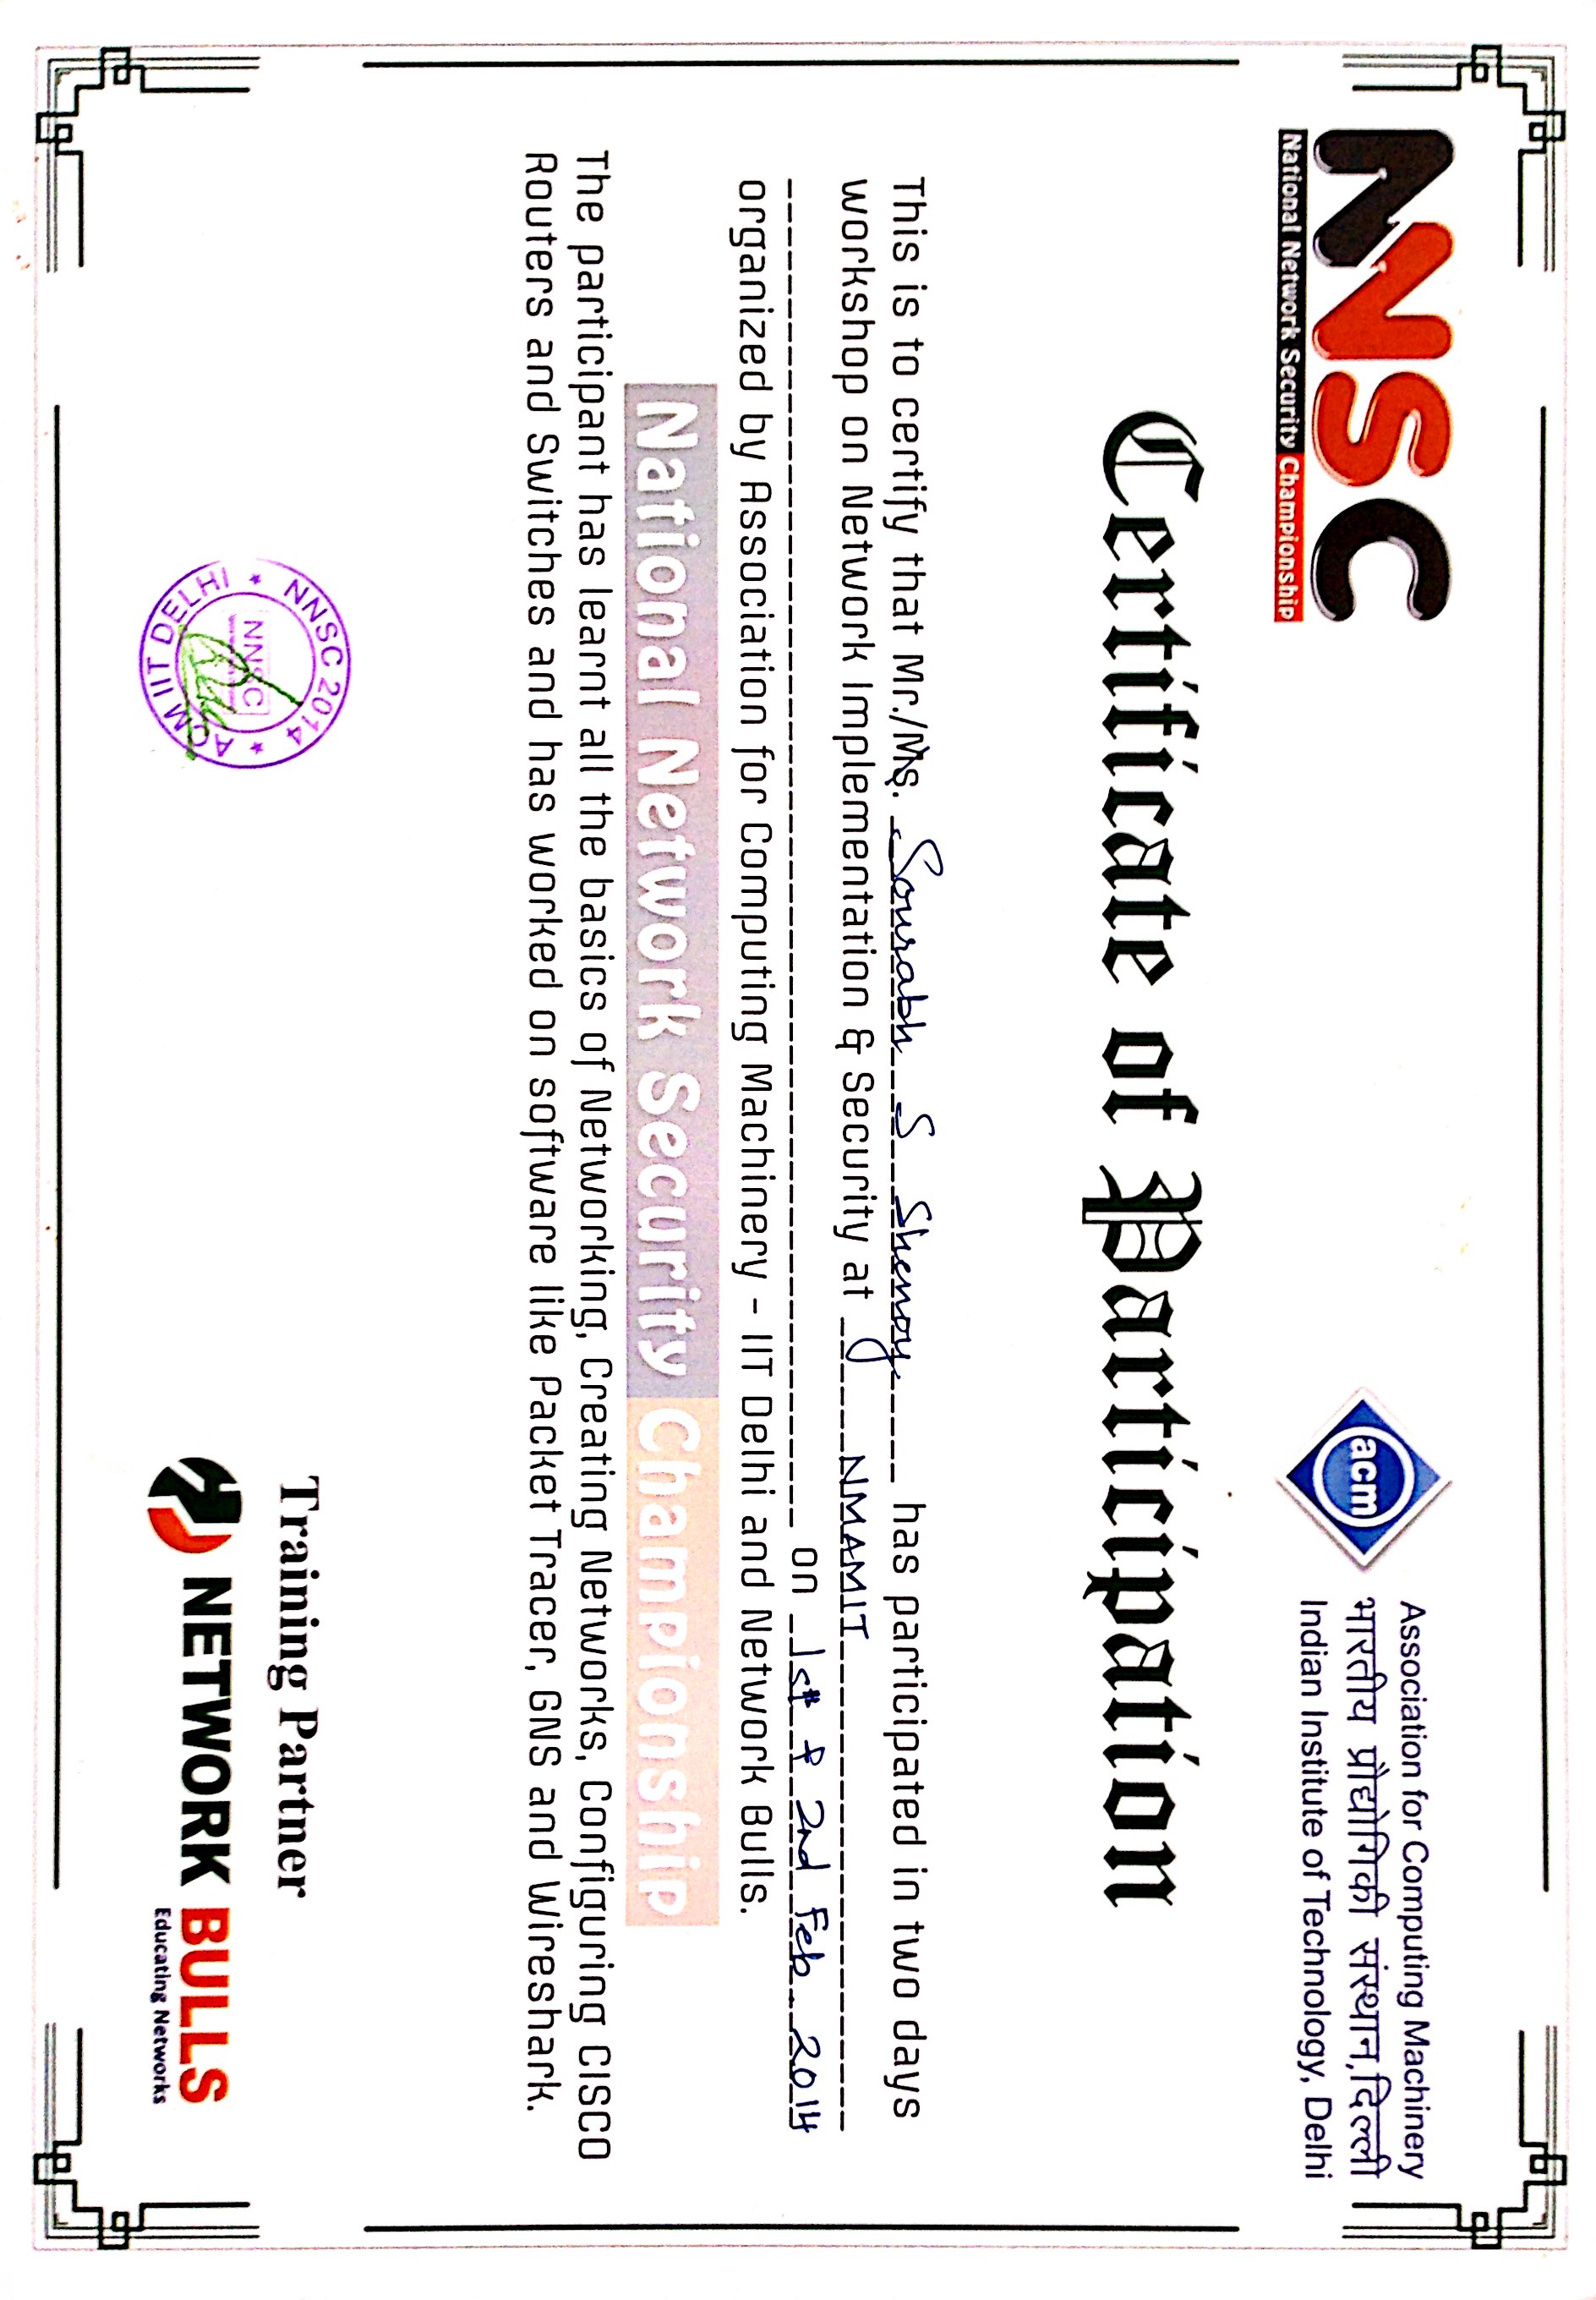 NNSC
National Network Security Championship
acm
Association for Computing Machinery
भारतीय प्रौद्योगिकी संस्थान, दिल्ली
Indian Institute of Technology, Delhi
Certificate of Participation
This is to certify that Mr./Ms. Sourabh S Shenoy has participated in two days
workshop on Network Implementation & Security at NMAMIT
on 1st & 2nd Feb. 2014
organized by Association for Computing Machinery - IIT Delhi and Network Bulls.
National Network Security Championship
The participant has learnt all the basics of Networking, Creating Networks, Configuring CISCO
Routers and Switches and has worked on software like Packet Tracer, GNS and Wireshark.
NNSC 2014
NNSC
ACM IIT DELHI
Training Partner
NETWORK BULLS
Educating Networks